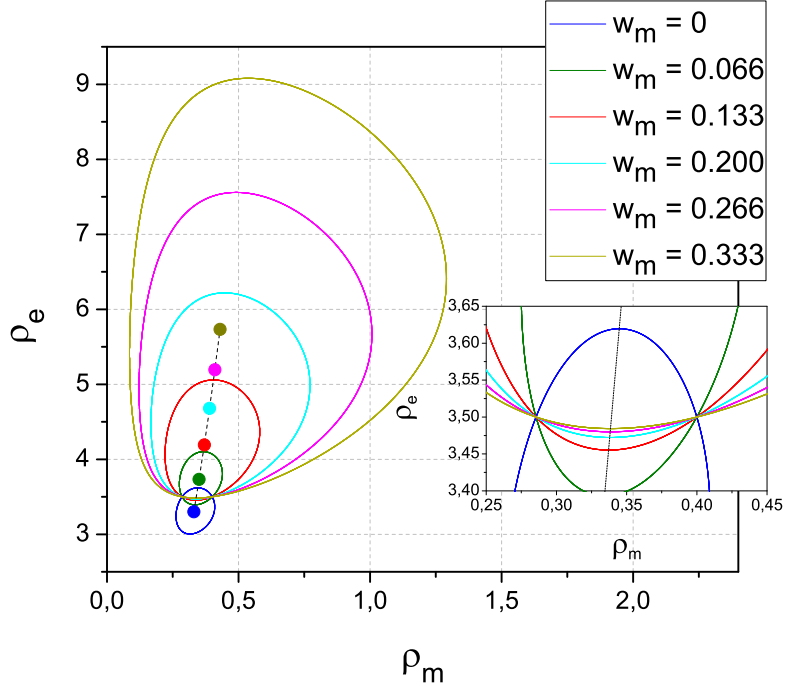 w_m = 0
w_m = 0.066
w_m = 0.133
w_m = 0.200
w_m = 0.266
w_m = 0.333
9
8
7
6
5
4
3
ρ_e
0,0
0,5
1,0
1,5
2,0
ρ_m
3,65
3,60
3,55
3,50
3,45
3,40
ρ_e
0,25
0,30
0,35
0,40
0,45
ρ_m